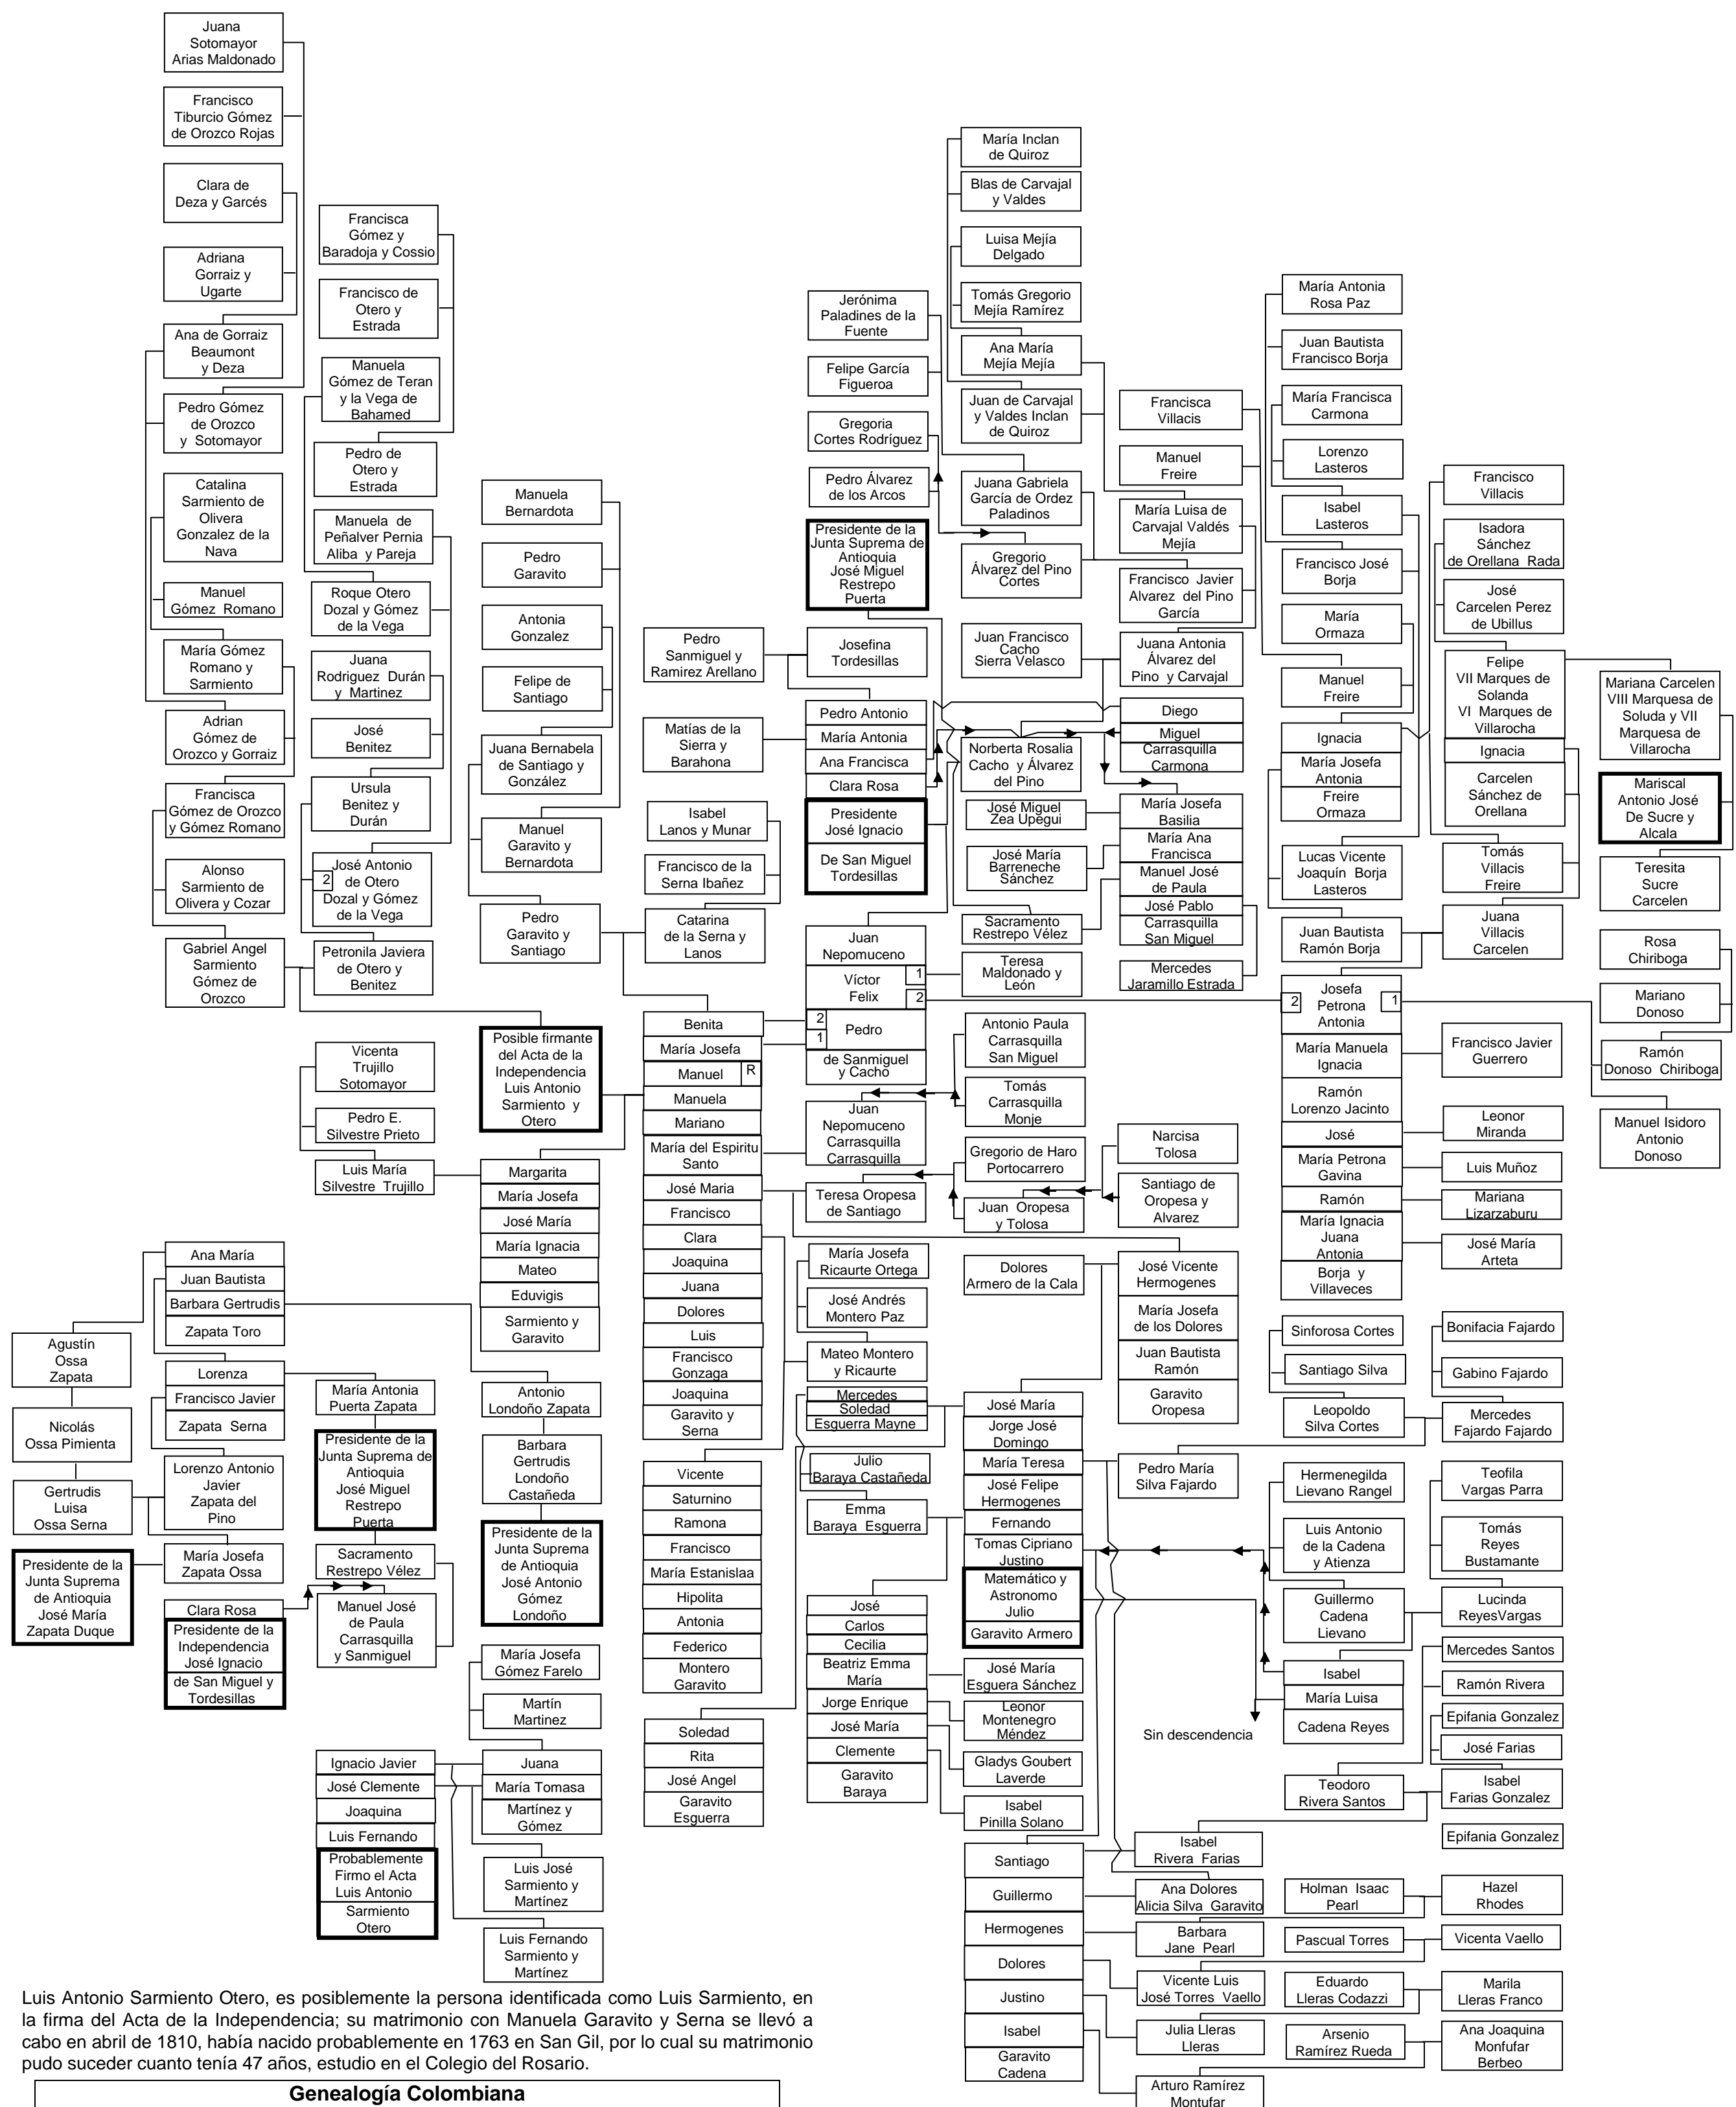 Juana
Sotomayor
Arias Maldonado
Francisco
Tiburcio Gómez
de Orozco Rojas
Clara de
Deza y Garcés
Adriana
Gorraiz y
Ugarte
Ana de Gorraiz
Beaumont
y Deza
Pedro Gómez
de Orozco
y Sotomayor
Catalina
Sarmiento de
Olivera
Gonzalez de la
Nava
Manuel
Gómez Romano
María Gómez
Romano y
Sarmiento
Adrian
Gómez de
Orozco y Gorraiz
Francisca
Gómez de Orozco
y Gómez Romano
Alonso
Sarmiento de
Olivera y Cozar
Gabriel Angel
Sarmiento
Gómez de
Orozco
Francisca
Gómez y
Baradoja y Cossio
Francisco de
Otero y
Estrada
Manuela
Gómez de Teran
y la Vega de
Bahamed
Pedro de
Otero y
Estrada
Manuela de
Peñalver Pernia
Aliba y Pareja
Roque Otero
Dozal y Gómez
de la Vega
Juana
Rodriguez Durán
y Martinez
José
Benitez
Ursula
Benitez y
Durán
2
José Antonio
de Otero
Dozal y Gómez
de la Vega
Petronila Javiera
de Otero y
Benitez
Manuela
Bernardota
Pedro
Garavito
Antonia
Gonzalez
Felipe de
Santiago
Juana Bernabela
de Santiago y
González
Manuel
Garavito y
Bernardota
Pedro
Garavito y
Santiago
Posible firmante
del Acta de la
Independencia
Luis Antonio
Sarmiento y
Otero
Pedro
Sanmiguel y
Ramirez Arellano
Matías de la
Sierra y
Barahona
Isabel
Lanos y Munar
Francisco de la
Serna Ibañez
Catarina
de la Serna y
Lanos
Jerónima
Paladines de la
Fuente
Felipe García
Figueroa
Gregoria
Cortes Rodríguez
Pedro Álvarez
de los Arcos
Presidente de la
Junta Suprema de
Antioquia
José Miguel
Restrepo
Puerta
Josefina
Tordesillas
Pedro Antonio
María Antonia
Ana Francisca
Clara Rosa
Presidente
José Ignacio
De San Miguel
Tordesillas
Juan
Nepomuceno
Víctor
Felix
1
2
2
1
Pedro
de Sanmiguel
y Cacho
Juan
Nepomuceno
Carrasquilla
Carrasquilla
Teresa Oropesa
de Santiago
María Inclan
de Quiroz
Blas de Carvajal
y Valdes
Luisa Mejía
Delgado
Tomás Gregorio
Mejía Ramírez
Ana María
Mejía Mejía
Juan de Carvajal
y Valdes Inclan
de Quiroz
Juana Gabriela
García de Ordez
Paladinos
Gregorio
Álvarez del Pino
Cortes
Juan Francisco
Cacho
Sierra Velasco
Norberta Rosalia
Cacho y Álvarez
del Pino
José Miguel
Zea Upegui
José María
Barreneche
Sánchez
Sacramento
Restrepo Vélez
Teresa
Maldonado y
León
Antonio Paula
Carrasquilla
San Miguel
Tomás
Carrasquilla
Monje
Gregorio de Haro
Portocarrero
Juan Oropesa
y Tolosa
Francisca
Villacis
Manuel
Freire
María Luisa de
Carvajal Valdés
Mejía
Francisco Javier
Alvarez del Pino
García
Juana Antonia
Álvarez del
Pino y Carvajal
Diego
Miguel
Carrasquilla
Carmona
María Josefa
Basilia
María Ana
Francisca
Manuel José
de Paula
José Pablo
Carrasquilla
San Miguel
Mercedes
Jaramillo Estrada
Narcisa
Tolosa
Santiago de
Oropesa y
Alvarez
María Antonia
Rosa Paz
Juan Bautista
Francisco Borja
María Francisca
Carmona
Lorenzo
Lasteros
Isabel
Lasteros
Francisco José
Borja
María
Ormaza
Manuel
Freire
Ignacia
María Josefa
Antonia
Freire
Ormaza
Lucas Vicente
Joaquín Borja
Lasteros
Juan Bautista
Ramón Borja
2
1
Josefa
Petrona
Antonia
María Manuela
Ignacia
Ramón
Lorenzo Jacinto
José
María Petrona
Gavina
Ramón
María Ignacia
Juana
Antonia
Borja y
Villaveces
Francisco
Villacis
Isadora
Sánchez
de Orellana Rada
José
Carcelen Perez
de Ubillus
Felipe
VII Marques de
Solanda
VI Marques de
Villarocha
Ignacia
Carcelen
Sánchez de
Orellana
Tomás
Villacis
Freire
Juana
Villacis
Carcelen
Francisco Javier
Guerrero
Leonor
Miranda
Luis Muñoz
Mariana
Lizarzaburu
José María
Arteta
Mariana Carcelen
VIII Marquesa de
Soluda y VII
Marquesa de
Villarocha
Mariscal
Antonio José
De Sucre y
Alcala
Teresita
Sucre
Carcelen
Rosa
Chiriboga
Mariano
Donoso
Ramón
Donoso Chiriboga
Manuel Isidoro
Antonio
Donoso
Vicenta
Trujillo
Sotomayor
Pedro E.
Silvestre Prieto
Luis María
Silvestre Trujillo
Margarita
María Josefa
José María
María Ignacia
Mateo
Eduvigis
Sarmiento y
Garavito
Benita
María Josefa
Manuel
R
Manuela
Mariano
María del Espiritu
Santo
José Maria
Francisco
Clara
Joaquina
Juana
Dolores
Luis
Francisco
Gonzaga
Joaquina
Garavito y
Serna
Ana María
Juan Bautista
Barbara Gertrudis
Zapata Toro
Agustín
Ossa
Zapata
Nicolás
Ossa Pimienta
Gertrudis
Luisa
Ossa Serna
Presidente de la
Junta Suprema
de Antioquia
José María
Zapata Duque
Lorenza
Francisco Javier
Zapata Serna
Lorenzo Antonio
Javier
Zapata del
Pino
María Josefa
Zapata Ossa
Clara Rosa
Presidente de la
Independencia
José Ignacio
de San Miguel y
Tordesillas
María Antonia
Puerta Zapata
Presidente de la
Junta Suprema de
Antioquia
José Miguel
Restrepo
Puerta
Sacramento
Restrepo Vélez
Manuel José
de Paula
Carrasquilla
y Sanmiguel
Antonio
Londoño Zapata
Barbara
Gertrudis
Londoño
Castañeda
Presidente de la
Junta Suprema
de Antioquia
José Antonio
Gómez
Londoño
María Josefa
Gómez Farelo
Martín
Martinez
Juana
María Tomasa
Martínez y
Gómez
Ignacio Javier
José Clemente
Joaquina
Luis Fernando
Probablemente
Firmo el Acta
Luis Antonio
Sarmiento
Otero
Luis José
Sarmiento y
Martínez
Luis Fernando
Sarmiento y
Martínez
Vicente
Saturnino
Ramona
Francisco
María Estanislaa
Hipolita
Antonia
Federico
Montero
Garavito
Soledad
Rita
José Angel
Garavito
Esguerra
María Josefa
Ricaurte Ortega
José Andrés
Montero Paz
Mateo Montero
y Ricaurte
Mercedes
Soledad
Esguerra Mayne
Julio
Baraya Castañeda
Emma
Baraya Esguerra
José
Carlos
Cecilia
Beatriz Emma
María
Jorge Enrique
José María
Clemente
Garavito
Baraya
Dolores
Armero de la Cala
José María
Jorge José
Domingo
María Teresa
José Felipe
Hermogenes
Fernando
Tomas Cipriano
Justino
Matemático y
Astronomo
Julio
Garavito Armero
José María
Esguera Sánchez
Leonor
Montenegro
Méndez
Gladys Goubert
Laverde
Isabel
Pinilla Solano
Santiago
Guillermo
Hermogenes
Dolores
Justino
Isabel
Garavito
Cadena
José Vicente
Hermogenes
María Josefa
de los Dolores
Juan Bautista
Ramón
Garavito
Oropesa
Pedro María
Silva Fajardo
Sin descendencia
Isabel
Rivera Farias
Ana Dolores
Alicia Silva Garavito
Barbara
Jane Pearl
Vicente Luis
José Torres Vaello
Julia Lleras
Lleras
Arturo Ramírez
Montufar
Sinforosa Cortes
Santiago Silva
Leopoldo
Silva Cortes
Hermenegilda
Lievano Rangel
Luis Antonio
de la Cadena
y Atienza
Guillermo
Cadena
Lievano
Isabel
María Luisa
Cadena Reyes
Teodoro
Rivera Santos
Holman Isaac
Pearl
Pascual Torres
Eduardo
Lleras Codazzi
Arsenio
Ramírez Rueda
Bonifacia Fajardo
Gabino Fajardo
Mercedes
Fajardo Fajardo
Teofila
Vargas Parra
Tomás
Reyes
Bustamante
Lucinda
ReyesVargas
Mercedes Santos
Ramón Rivera
Epifania Gonzalez
José Farias
Isabel
Farias Gonzalez
Epifania Gonzalez
Hazel
Rhodes
Vicenta Vaello
Marila
Lleras Franco
Ana Joaquina
Monfufar
Berbeo
Luis Antonio Sarmiento Otero, es posiblemente la persona identificada como Luis Sarmiento, en
la firma del Acta de la Independencia; su matrimonio con Manuela Garavito y Serna se llevó a
cabo en abril de 1810, había nacido probablemente en 1763 en San Gil, por lo cual su matrimonio
pudo suceder cuanto tenía 47 años, estudio en el Colegio del Rosario.
Genealogía Colombiana